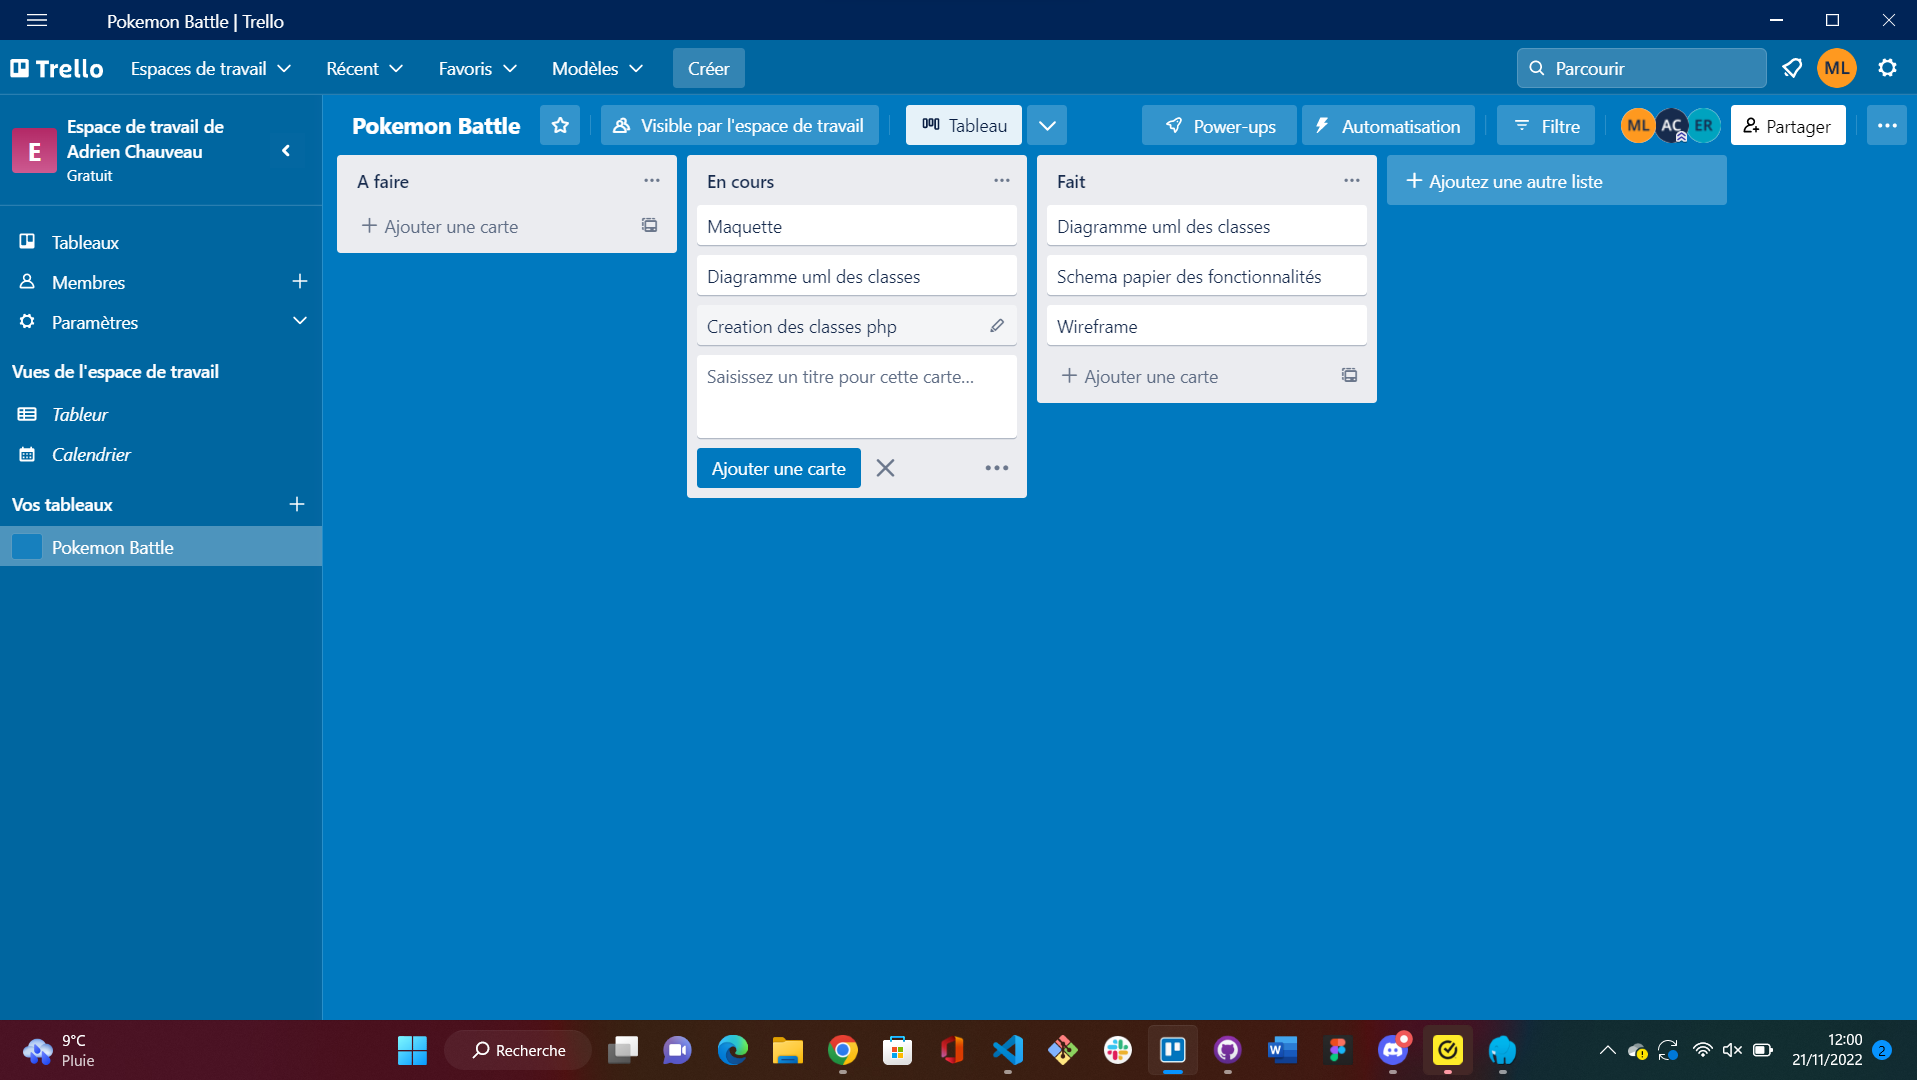 Pokemon Battle | Trello
Trello
Espaces de travail
Récent
Favoris
Modèles
Créer
Parcourir
ML
E
Espace de travail de
Adrien Chauveau
Gratuit
Pokemon Battle
Visible par l'espace de travail
Tableau
Power-ups
Automatisation
Filtre
ML
AC
ER
Partager
Tableaux
Membres
Paramètres
Vues de l'espace de travail
Tableur
Calendrier
Vos tableaux
Pokemon Battle
A faire
Ajouter une carte
En cours
Maquette
Diagramme uml des classes
Creation des classes php
Saisissez un titre pour cette carte...
Ajouter une carte
Fait
Diagramme uml des classes
Schema papier des fonctionnalités
Wireframe
Ajouter une carte
Ajoutez une autre liste
9°C
Pluie
Recherche
W
12:00
21/11/2022
2